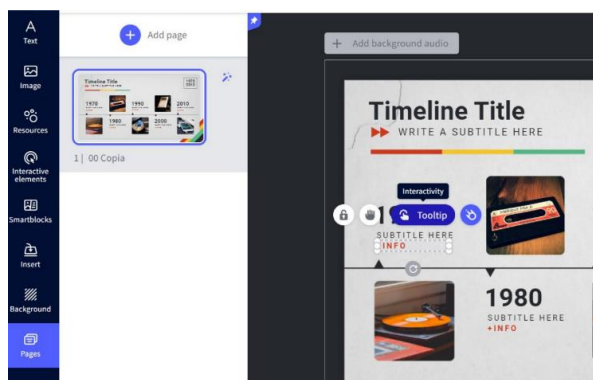 Text
Image
Resources
Interactive
elements
Smartblocks
Insert
Background
Pages
Add page
Timeline Title
1970
1990
2010
1980
2000
1 | 00 Copia
Add background audio
Timeline Title
WRITE A SUBTITLE HERE
Interactivity
Tooltip
SUBTITLE HERE
INFO
1980
SUBTITLE HERE
+INFO